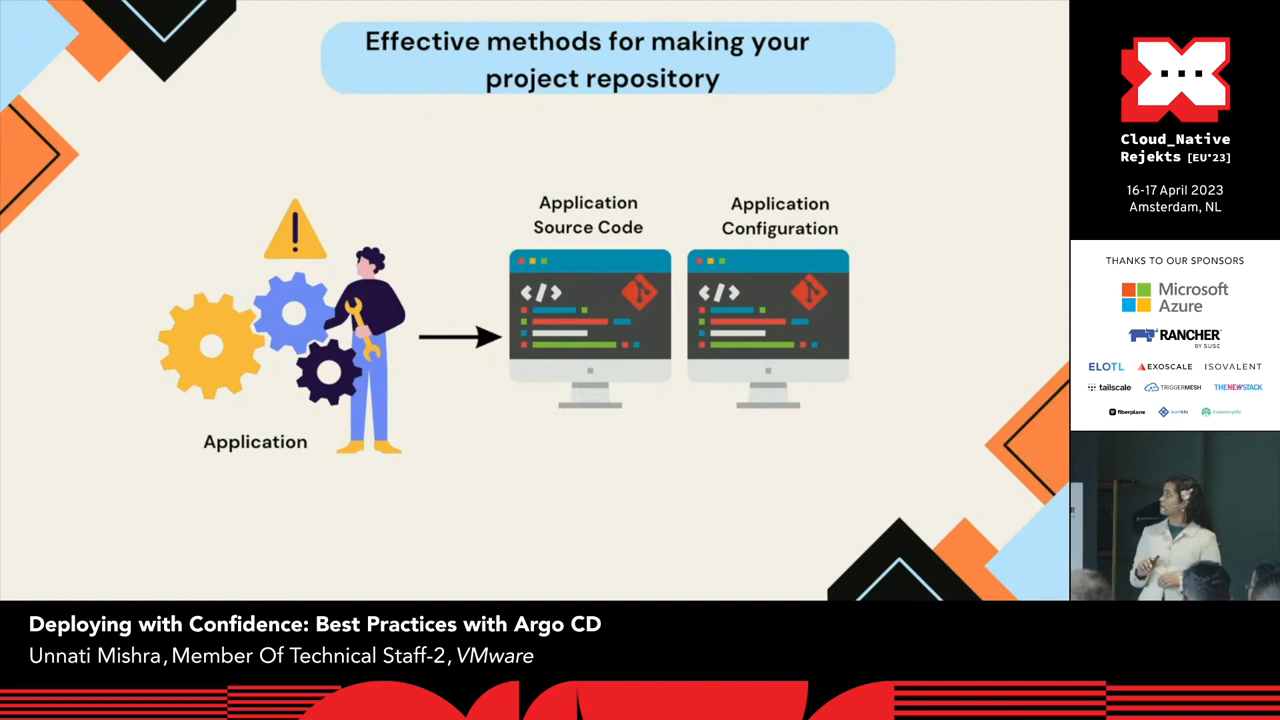 Effective methods for making your
project repository
Application
Source Code
Application
Configuration
</>
</>
Application
Cloud_Native
Rejekts [EU'23]
16-17 April 2023
Amsterdam, NL
THANKS TO OUR SPONSORS
Microsoft
Azure
RANCHER
BY SUSE
ELOTL
EXOSCALE
ISOVALENT
tailscale
TRIGGERMESH
THENEWSTACK
fiberplane
Deploying with Confidence: Best Practices with Argo CD
Unnati Mishra, Member Of Technical Staff-2, VMware